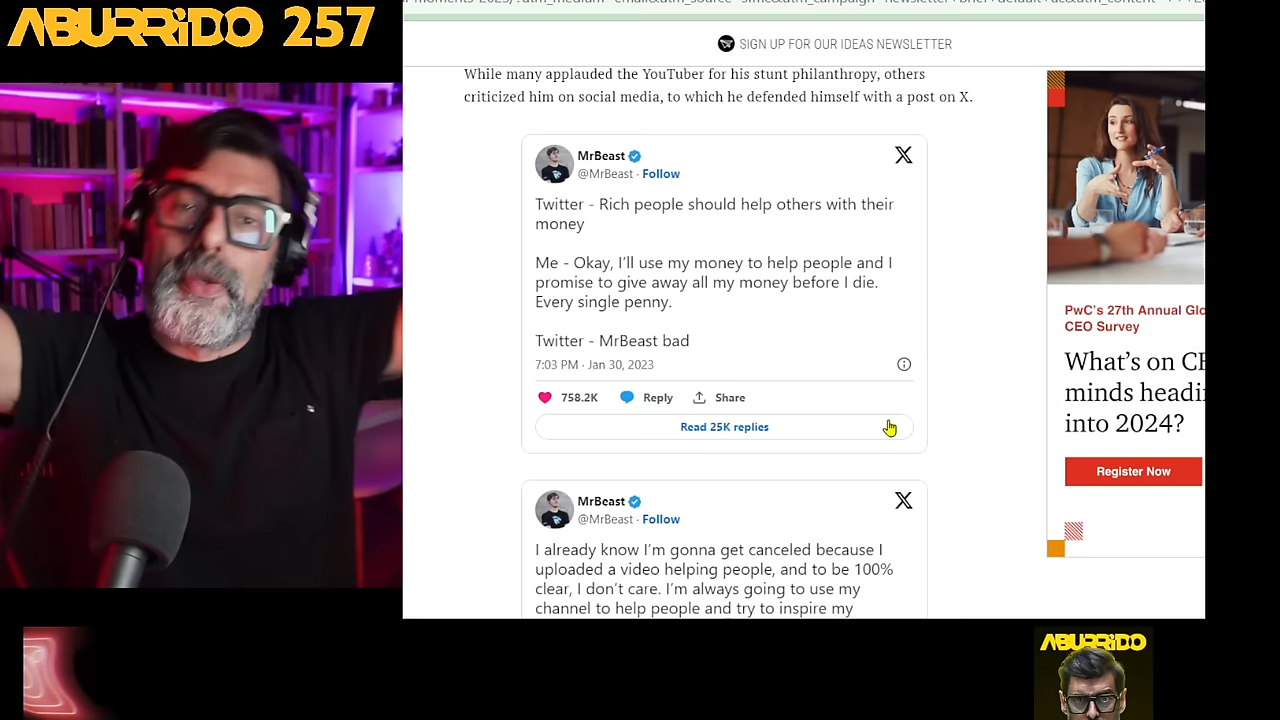 ABURRiDO 257
SIGN UP FOR OUR IDEAS NEWSLETTER
While many applauded the YouTuber for his stunt philanthropy, others
criticized him on social media, to which he defended himself with a post on X.
MrBeast
@MrBeast · Follow
Twitter - Rich people should help others with their
money
Me - Okay, I'll use my money to help people and I
promise to give away all my money before I die.
Every single penny.
Twitter - MrBeast bad
7:03 PM · Jan 30, 2023
758.2K Reply Share
Read 25K replies
MrBeast
@MrBeast · Follow
I already know I'm gonna get canceled because I
uploaded a video helping people, and to be 100%
clear, I don't care. I'm always going to use my
channel to help people and try to inspire my
PwC's 27th Annual Glo
CEO Survey
What's on CE
minds headi
into 2024?
Register Now
ABURRiDO